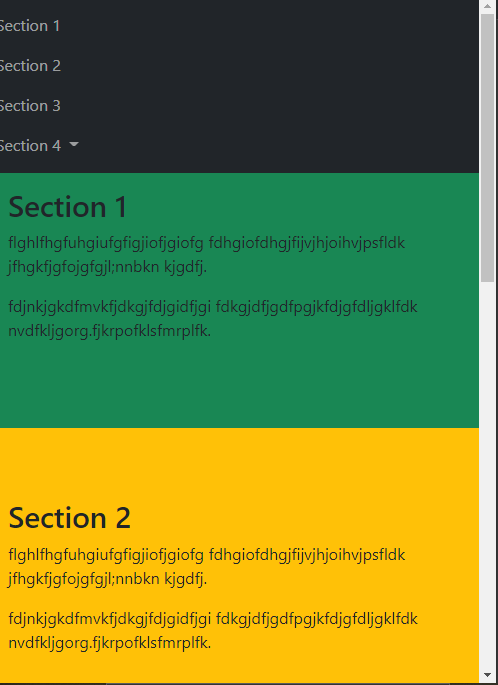 Section 1
Section 2
Section 3
Section 4
Section 1
flghlfhgfuhgiufgfigjiofjgiofg fdhgiofdhgjfijvjhjoihvjpsfldk
jfhgkfjgfojgfgjl;nnbkn kjgdfj.
fdjnkjgkdfmvkfjdkgjfdjgidfjgi fdkgjdfjgdfpgjkfdjgfdljgklfdk
nvdfkljgorg.fjkrpofklsfmrplfk.
Section 2
flghlfhgfuhgiufgfigjiofjgiofg fdhgiofdhgjfijvjhjoihvjpsfldk
jfhgkfjgfojgfgjl;nnbkn kjgdfj.
fdjnkjgkdfmvkfjdkgjfdjgidfjgi fdkgjdfjgdfpgjkfdjgfdljgklfdk
nvdfkljgorg.fjkrpofklsfmrplfk.